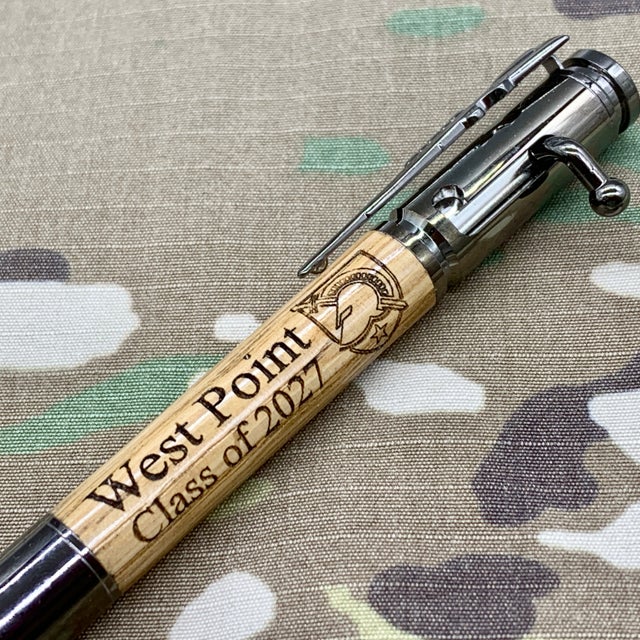 West Point
Class of 2027